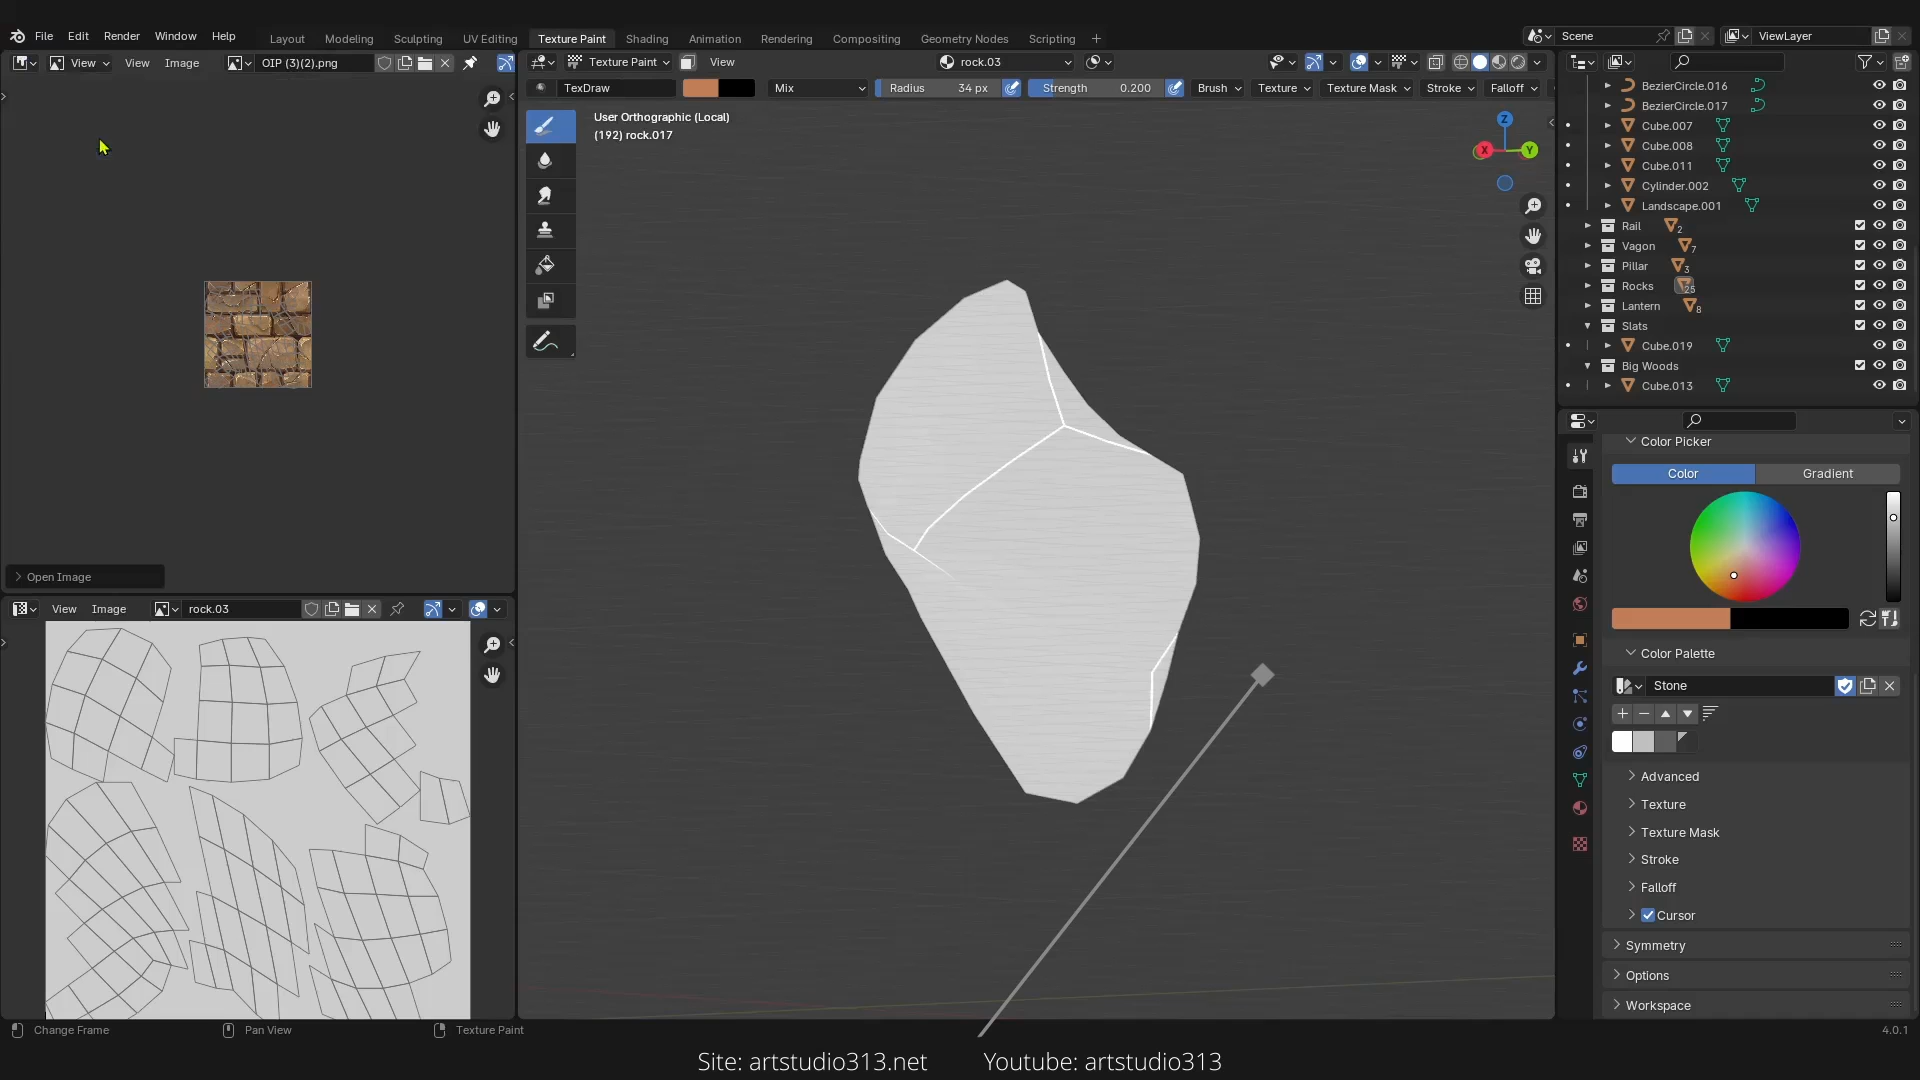 File Edit Render Window Help Layout Modeling Sculpting UV Editing Texture Paint Shading Animation Rendering Compositing Geometry Nodes Scripting Scene ViewLayer
View View Image OIP (3)(2).png
Texture Paint View rock.03
TexDraw Mix Radius 34 px Strength 0.200 Brush Texture Texture Mask Stroke Falloff
User Orthographic (Local)
(192) rock.017
Z
X Y
Open Image
View Image rock.03
BezierCircle.016
BezierCircle.017
Cube.007
Cube.008
Cube.011
Cylinder.002
Landscape.001
Rail 2
Vagon 7
Pillar 3
Rocks 25
Lantern 8
Slats
Cube.019
Big Woods
Cube.013
Color Picker
Color Gradient
Color Palette
Stone
Advanced
Texture
Texture Mask
Stroke
Falloff
Cursor
Symmetry
Options
Workspace
Change Frame Pan View Texture Paint 4.0.1
Site: artstudio313.net Youtube: artstudio313